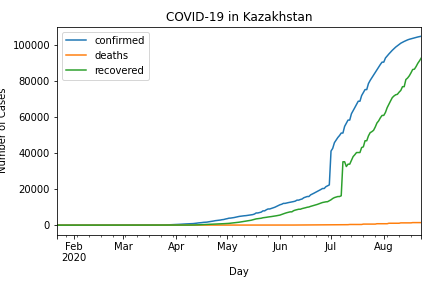 COVID-19 in Kazakhstan
confirmed
deaths
recovered
100000
80000
60000
40000
20000
0
Number of Cases
Feb Mar Apr May Jun Jul Aug
2020
Day